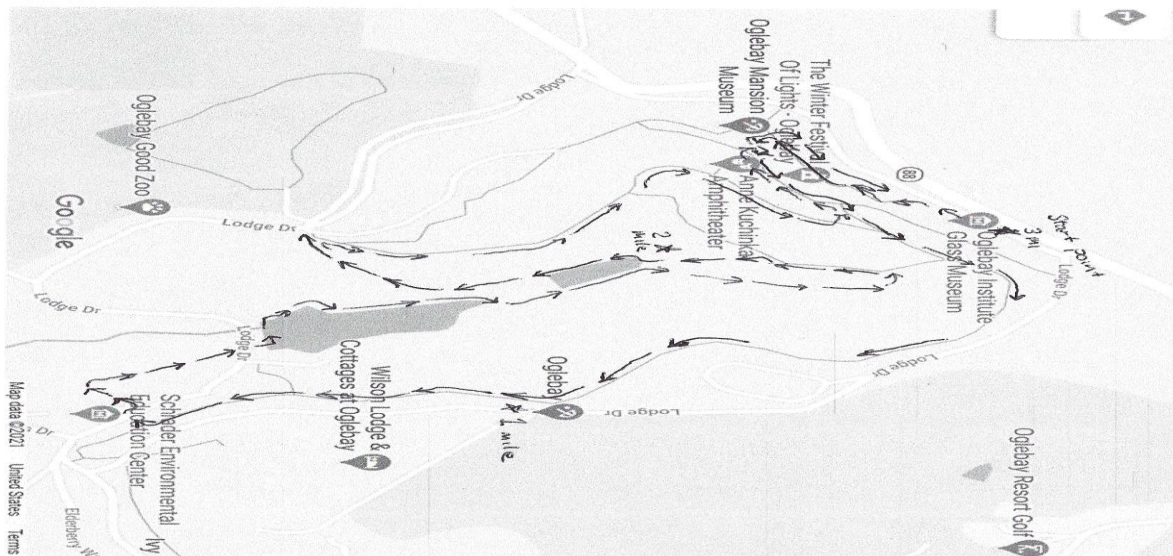 Lodge Dr
The Winter Festival
Of Lights - Oglebay
Oglebay Mansion
Museum
88
Oglebay Good Zoo
Anne Kuchinka
Amphitheater
Oglebay Institute
Glass Museum
Start point
3 mi
Lodge Dr
Google
Lodge Dr
2
mile
Lodge Dr
Lodge Dr
Lodge Dr
Oglebay
Lodge Dr
1 mile
Wilson Lodge &
Cottages at Oglebay
Oglebay Resort Golf
Schrader Environmental
Education Center
Dr
Ivy
Elderberry W
Map data ©2021 United States Terms